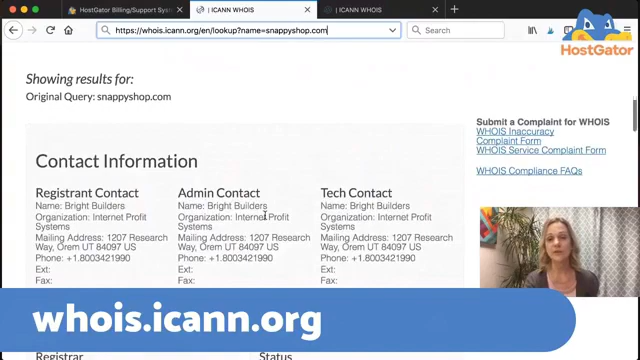 HostGator Billing/Support Syst
| ICANN WHOIS
| ICANN WHOIS
https://whois.icann.org/en/lookup?name=snappyshop.com
Search
HostGator
Showing results for:
Original Query: snappyshop.com
Contact Information
Registrant Contact
Name: Bright Builders
Organization: Internet Profit
Systems
Mailing Address: 1207 Research
Way, Orem UT 84097 US
Phone: +1.8003421990
Ext:
Fax:
Admin Contact
Name: Bright Builders
Organization: Internet Profit
Systems
Mailing Address: 1207 Research
Way, Orem UT 84097 US
Phone: +1.8003421990
Ext:
Fax:
Tech Contact
Name: Bright Builders
Organization: Internet Profit
Systems
Mailing Address: 1207 Research
Way, Orem UT 84097 US
Phone: +1.8003421990
Ext:
Fax:
Submit a Complaint for WHOIS
WHOIS Inaccuracy
Complaint Form
WHOIS Service Complaint Form
WHOIS Compliance FAQs
whois.icann.org
Registrar
Status